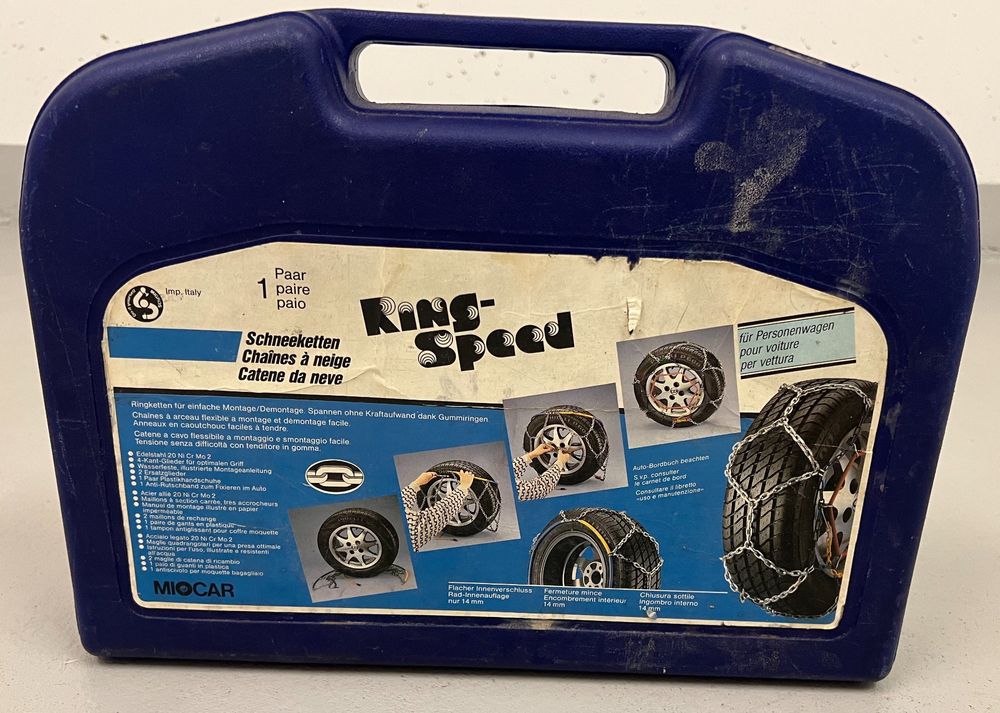 Imp. Italy
1
Paar
paire
paio
Ring-
Speed
Schneeketten
Chaînes à neige
Catene da neve
für Personenwagen
pour voiture
per vettura
Ringketten für einfache Montage/Demontage. Spannen ohne Kraftaufwand dank Gummiringen
Chaînes à arceau flexible a montage et démontage facile.
Anneaux en caoutchouc faciles à tendre.
Catene a cavo flessibile a montaggio e smontaggio facile.
Tensione senza difficoltà con tenditore in gomma.
Edelstahl 20 Ni Cr Mo 2
4-Kant-Glieder für optimalen Griff
Wasserfeste, illustrierte Montageanleitung
2 Ersatzglieder
1 Paar Plastikhandschuhe
1 Anti-Rutschband zum Fixieren im Auto
Acier allé 20 Ni Cr Mo 2
Maillons à section carrée, tres accrocheurs
Manuel de montage illustré en papier
imperméable
2 maillons de rechange
1 paire de gants en plastique
1 tampon antiglissant pour coffre moquette
Acciaio legato 20 Ni Cr Mo 2
Maglie quadrangolari per una presa ottimale
Istruzioni per l'uso, illustrate e resistenti
all'acqua
2 maglie di catena di ricambio
1 paio di guanti in plastica
1 antiscivolo per moquette bagagliaio
MIOCAR
Auto-Bordbuch beachten
S.v.p. consulter
le carnet de bord
Consultare il libretto
«uso e manutenzione»
Flacher Innenverschluss
Rad-Innenauflage
nur 14 mm
Fermeture mince
Encombrement intérieur
14 mm
Chiusura sottile
Ingombro interno
14 mm